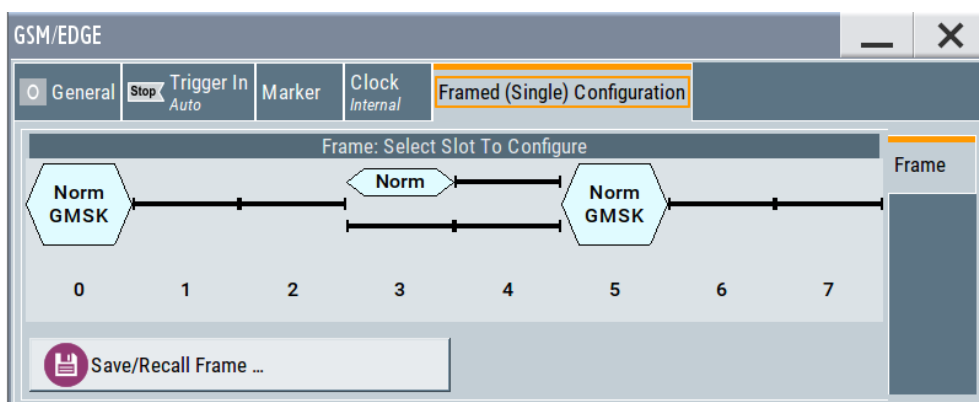 GSM/EDGE
O General
Stop Trigger In
Auto
Marker
Clock
Internal
Framed (Single) Configuration
Frame: Select Slot To Configure
Frame
Norm
GMSK
Norm
Norm
GMSK
0 1 2 3 4 5 6 7
Save/Recall Frame ...